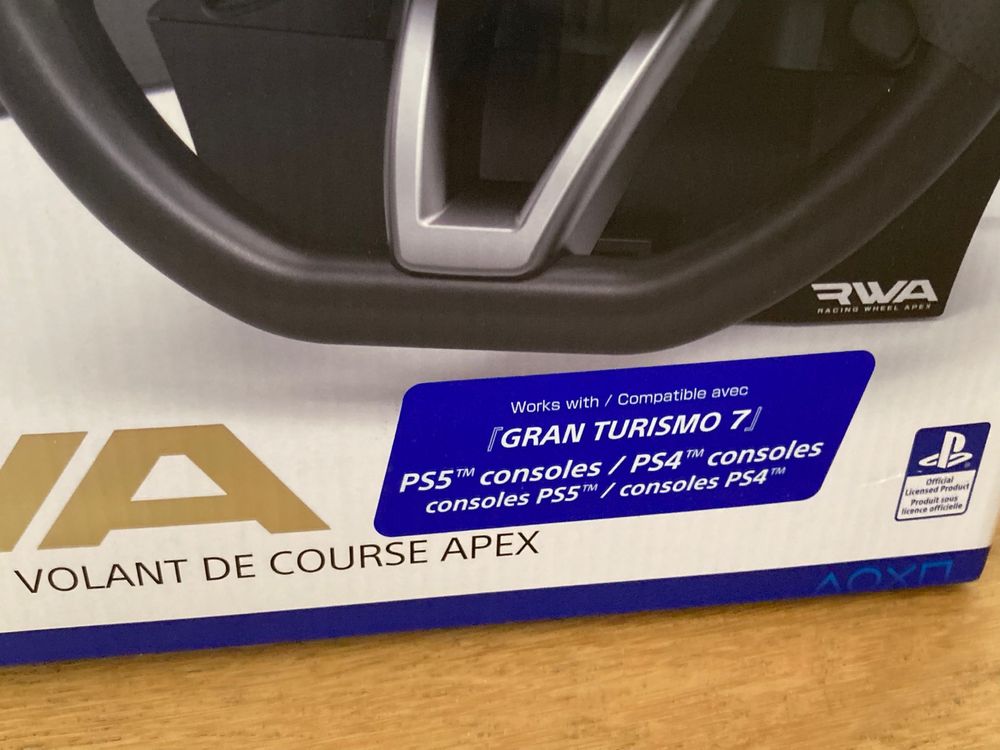 RWA
RACING WHEEL APEX
Works with / Compatible avec
『GRAN TURISMO 7』
PS5™ consoles / PS4™ consoles
consoles PS5™ / consoles PS4™
Official
Licensed Product
Produit sous
licence officielle
VOLANT DE COURSE APEX